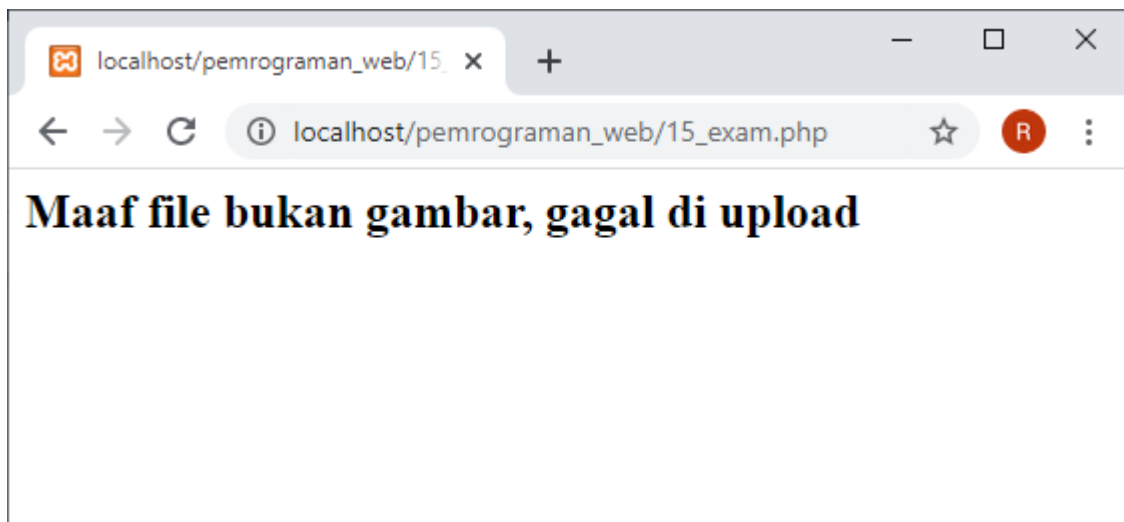 localhost/pemrograman_web/15_
localhost/pemrograman_web/15_exam.php
R
Maaf file bukan gambar, gagal di upload